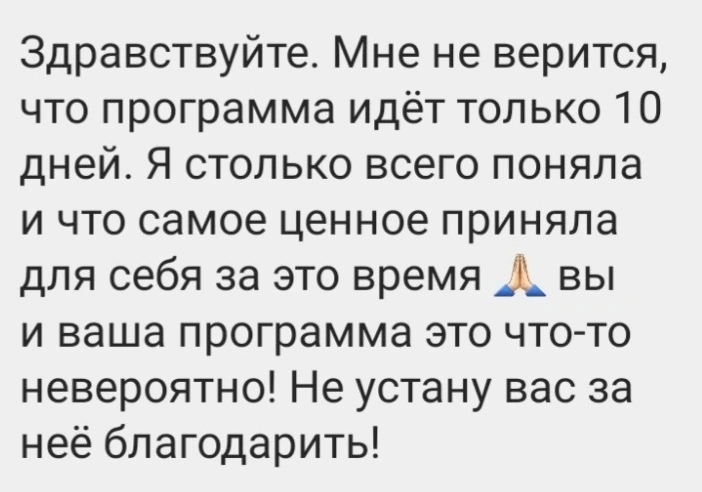 Здравствуйте. Мне не верится,
что программа идёт только 10
дней. Я столько всего поняла
и что самое ценное приняла
для себя за это время 🙏🏻 вы
и ваша программа это что-то
невероятно! Не устану вас за
неё благодарить!